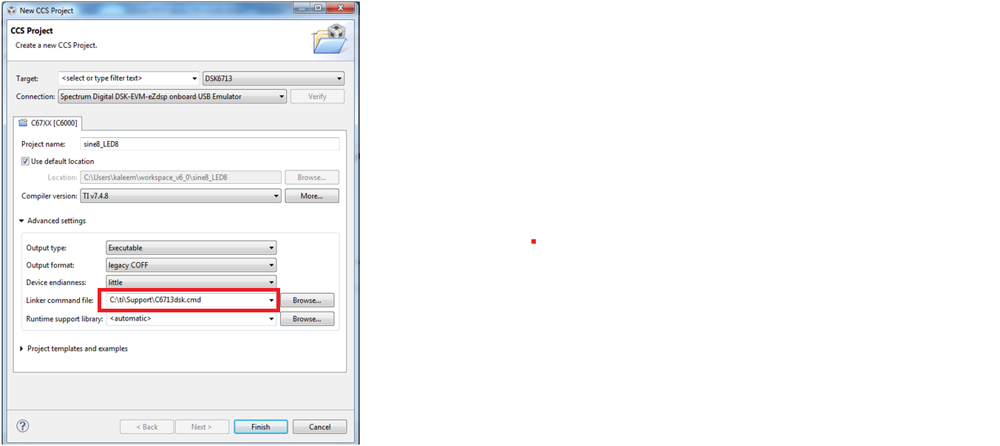 New CCS Project
CCS Project
Create a new CCS Project.
Target: <select or type filter text> DSK6713
Connection: Spectrum Digital DSK-EVM-eZdsp onboard USB Emulator Verify
C67XX [C6000]
Project name: sine8_LED8
Use default location
Location: C:\Users\kaleem\workspace_v6_0\sine8_LED8 Browse...
Compiler version: TI v7.4.8 More...
Advanced settings
Output type: Executable
Output format: legacy COFF
Device endianness: little
Linker command file: C:\ti\Support\C6713dsk.cmd Browse...
Runtime support library: <automatic> Browse...
Project templates and examples
? < Back Next > Finish Cancel